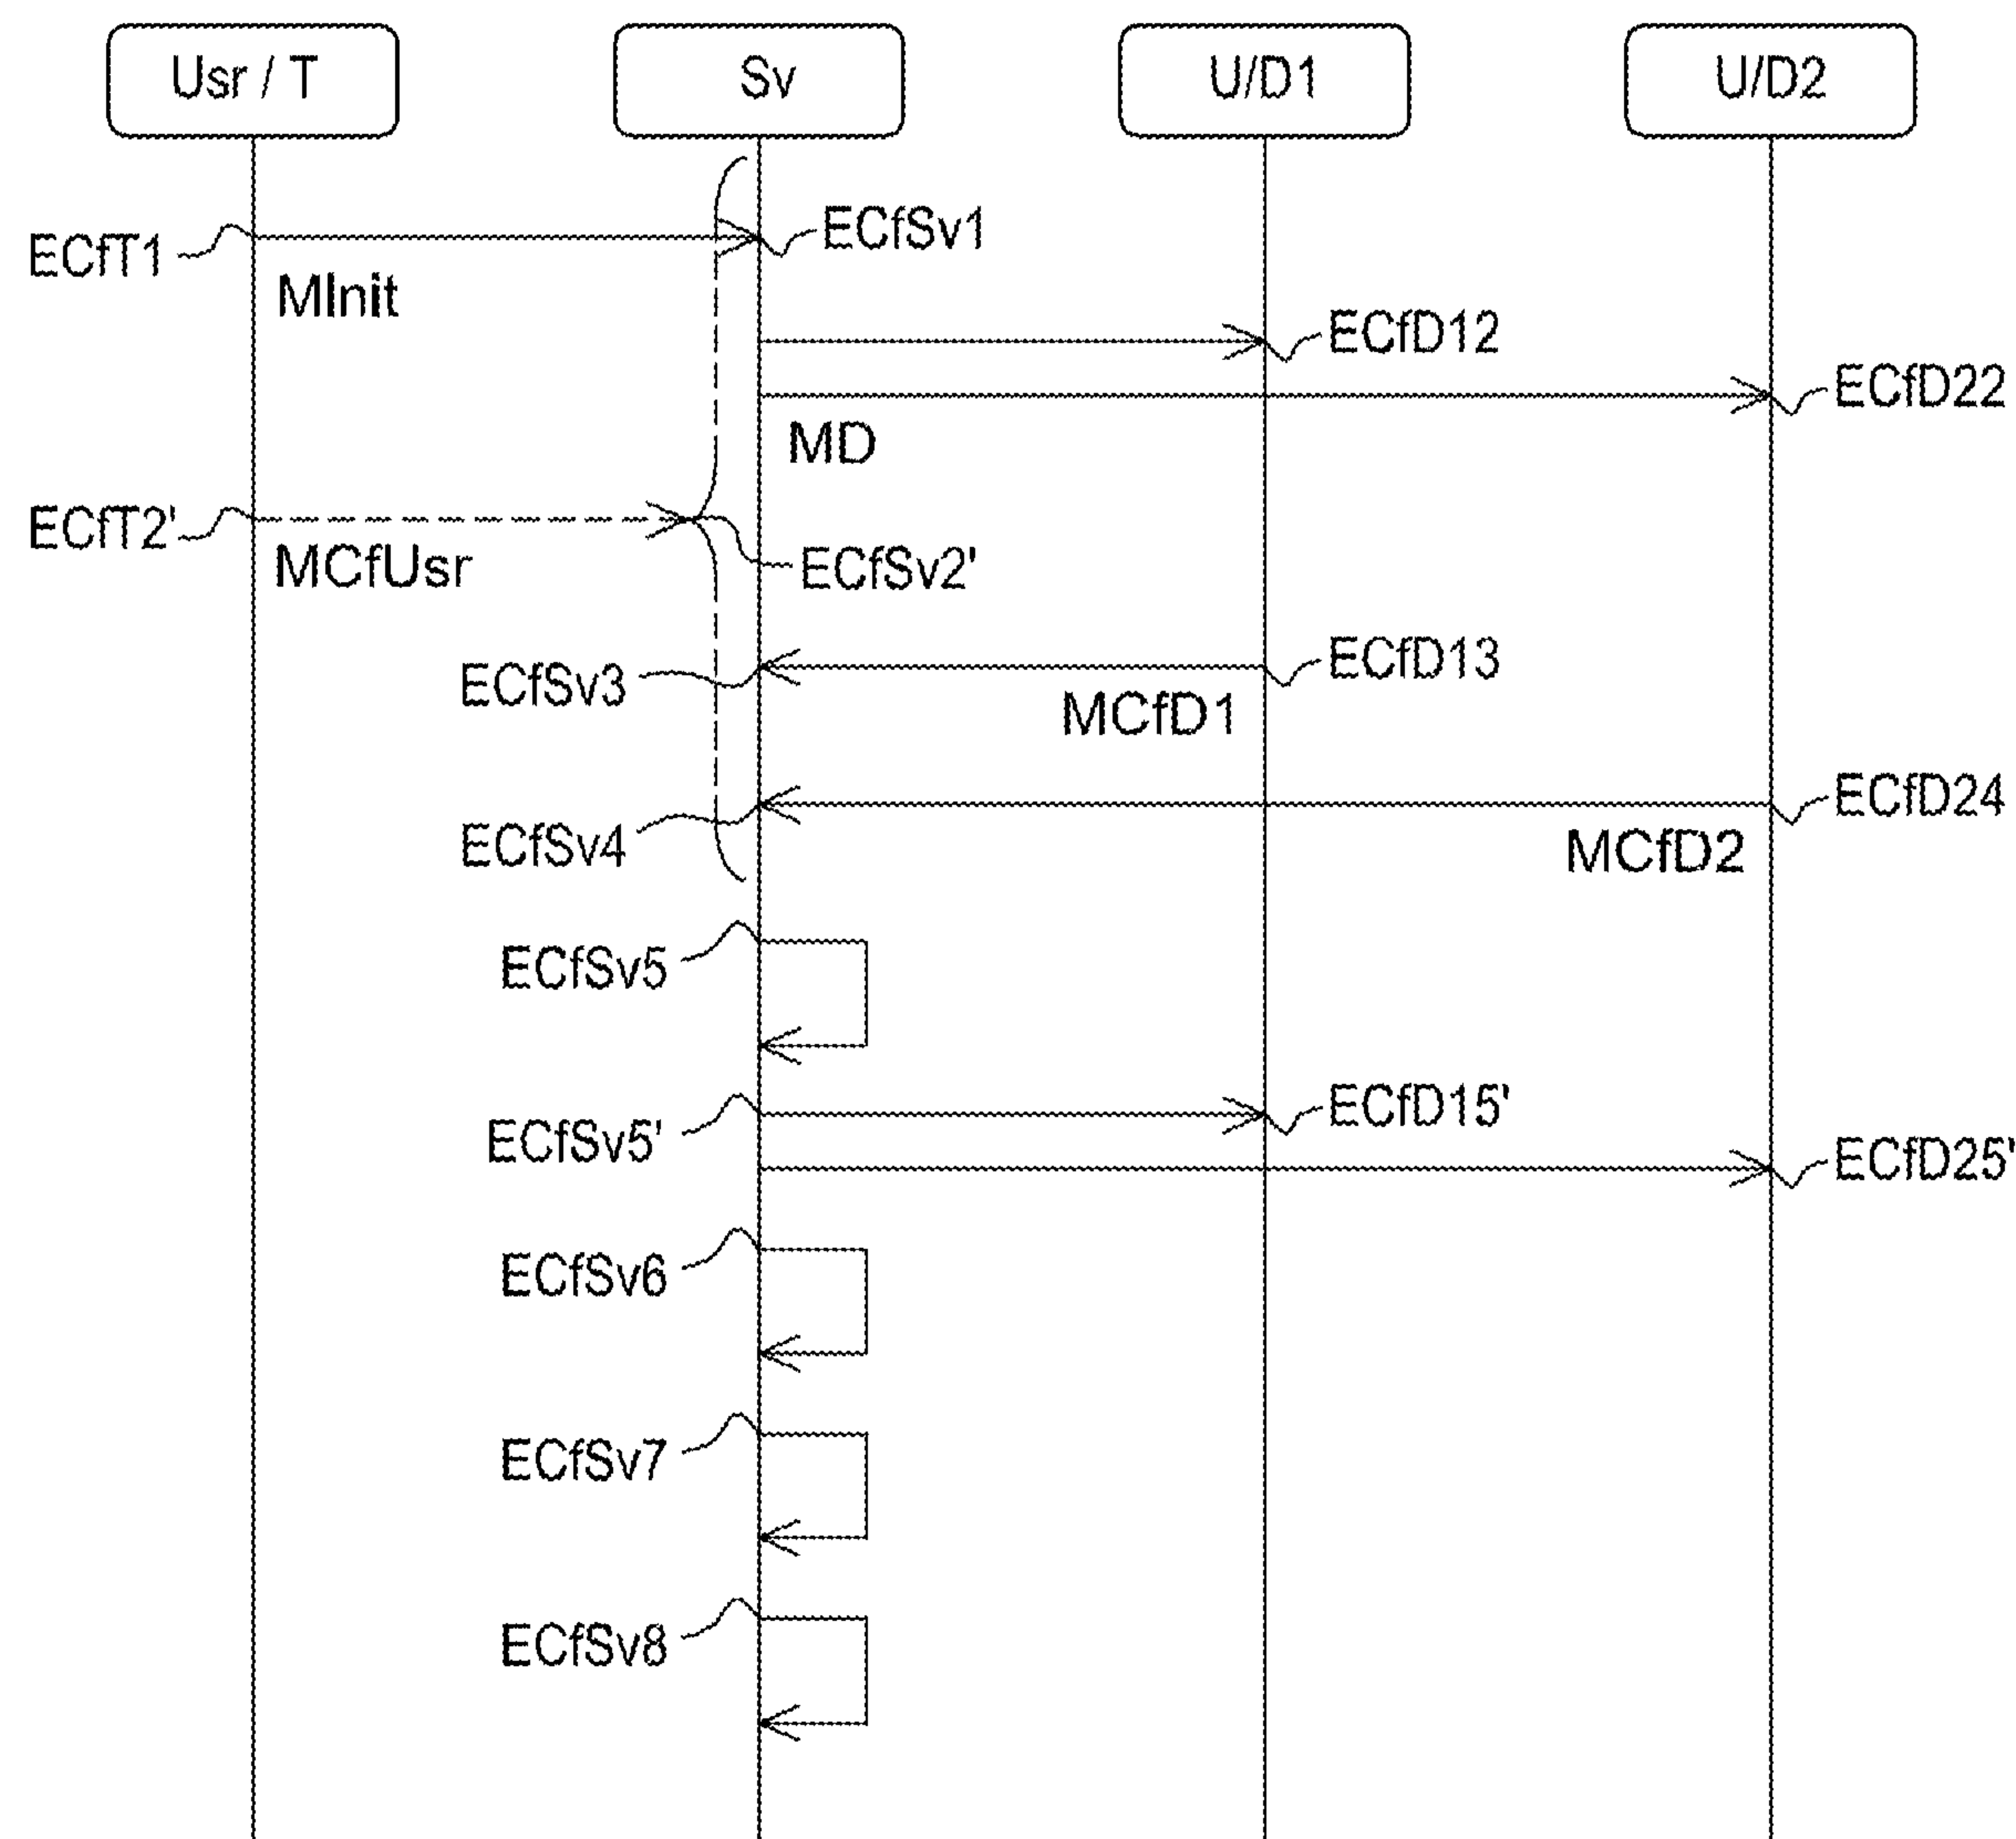 Usr / T
Sv
U/D1
U/D2
ECfT1
ECfSv1
MInit
ECfD12
ECfD22
MD
ECfT2'
MCfUsr
ECfSv2'
ECfSv3
ECfD13
MCfD1
ECfSv4
ECfD24
MCfD2
ECfSv5
ECfSv5'
ECfD15'
ECfD25'
ECfSv6
ECfSv7
ECfSv8